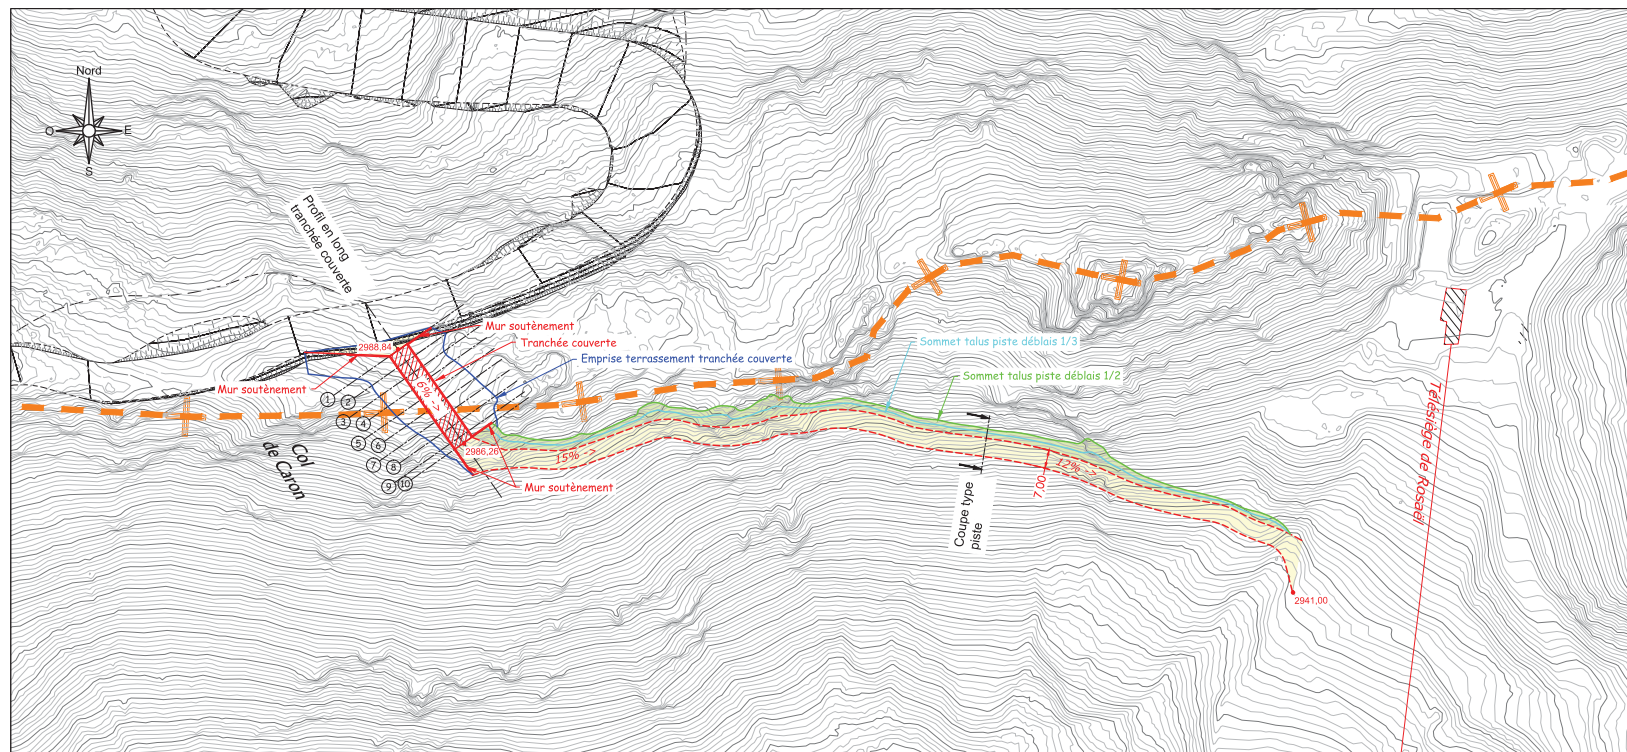 Nord
O
E
S
Profil en long
tranchée couverte
Mur soutènement
Tranchée couverte
2988,84
Emprise terrassement tranchée couverte
Sommet talus piste déblais 1/3
Sommet talus piste déblais 1/2
Mur soutènement
6% ->
1
2
3
4
5
6
7
8
9
10
Col
de Caron
2986,26
15% ->
Mur soutènement
Coupe type
piste
7,00
12% ->
2941,00
Télésiège de Rosaël